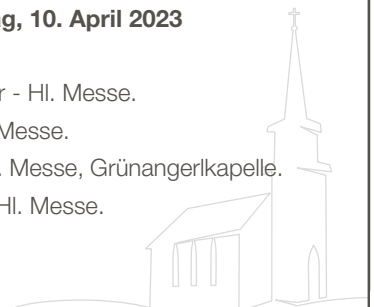 g, 10. April 2023
r - Hl. Messe.
Messe.
. Messe, Grünangerlkapelle.
Hl. Messe.